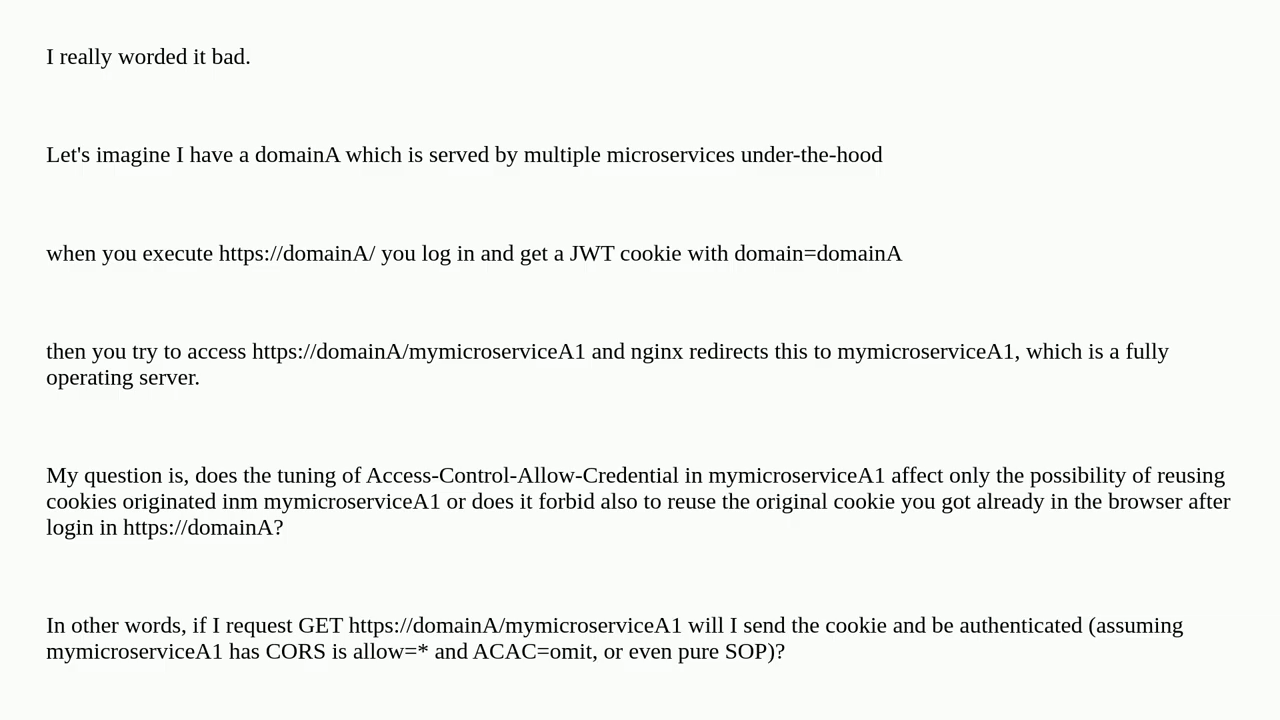 I really worded it bad.
Let's imagine I have a domainA which is served by multiple microservices under-the-hood
when you execute https://domainA/ you log in and get a JWT cookie with domain=domainA
then you try to access https://domainA/mymicroserviceA1 and nginx redirects this to mymicroserviceA1, which is a fully
operating server.
My question is, does the tuning of Access-Control-Allow-Credential in mymicroserviceA1 affect only the possibility of reusing
cookies originated inm mymicroserviceA1 or does it forbid also to reuse the original cookie you got already in the browser after
login in https://domainA?
In other words, if I request GET https://domainA/mymicroserviceA1 will I send the cookie and be authenticated (assuming
mymicroserviceA1 has CORS is allow=* and ACAC=omit, or even pure SOP)?